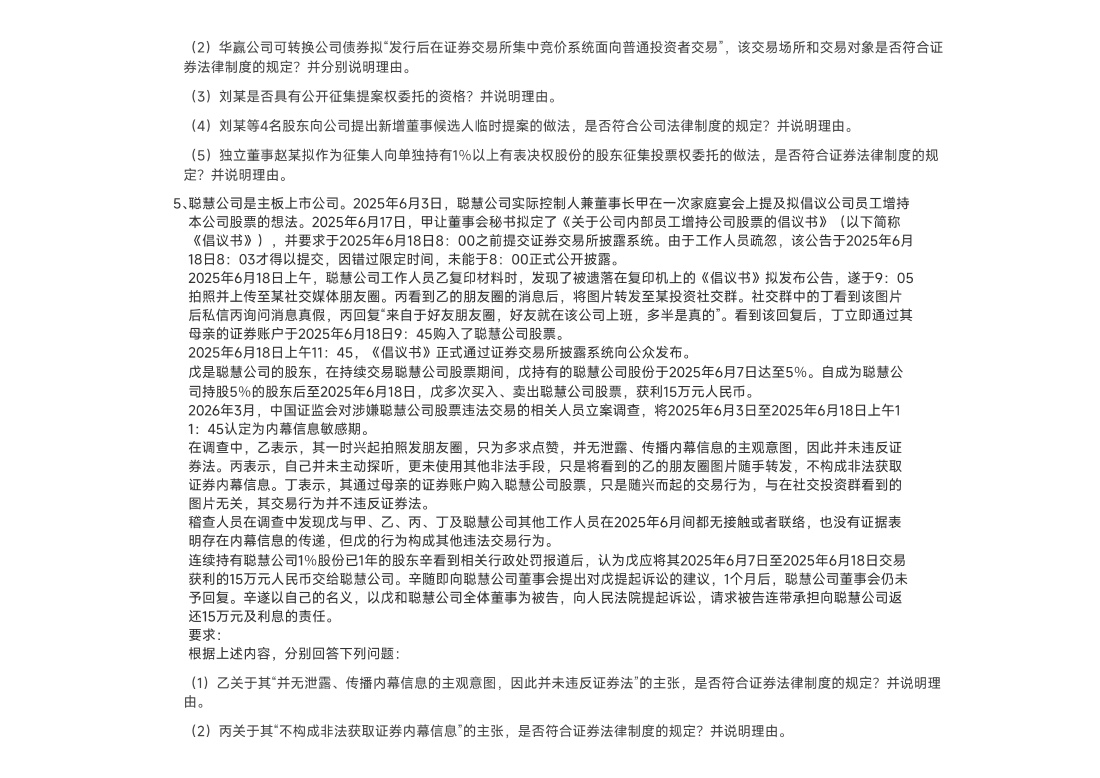 （2）华赢公司可转换公司债券拟“发行后在证券交易所集中竞价系统面向普通投资者交易”，该交易场所和交易对象是否符合证
券法律制度的规定？并分别说明理由。
（3）刘某是否具有公开征集提案权委托的资格？并说明理由。
（4）刘某等4名股东向公司提出新增董事候选人临时提案的做法，是否符合公司法律制度的规定？并说明理由。
（5）独立董事赵某拟作为征集人向单独持有1%以上有表决权股份的股东征集投票权委托的做法，是否符合证券法律制度的规
定？并说明理由。
5、聪慧公司是主板上市公司。2025年6月3日，聪慧公司实际控制人兼董事长甲在一次家庭宴会上提及拟倡议公司员工增持
本公司股票的想法。2025年6月17日，甲让董事会秘书拟定了《关于公司内部员工增持公司股票的倡议书》（以下简称
《倡议书》），并要求于2025年6月18日8：00之前提交证券交易所披露系统。由于工作人员疏忽，该公告于2025年6月
18日8：03才得以提交，因错过限定时间，未能于8：00正式公开披露。
2025年6月18日上午，聪慧公司工作人员乙复印材料时，发现了被遗落在复印机上的《倡议书》拟发布公告，遂于9：05
拍照并上传至某社交媒体朋友圈。丙看到乙的朋友圈的消息后，将图片转发至某投资社交群。社交群中的丁看到该图片
后私信丙询问消息真假，丙回复“来自于好友朋友圈，好友就在该公司上班，多半是真的”。看到该回复后，丁立即通过其
母亲的证券账户于2025年6月18日9：45购入了聪慧公司股票。
2025年6月18日上午11：45，《倡议书》正式通过证券交易所披露系统向公众发布。
戊是聪慧公司的股东，在持续交易聪慧公司股票期间，戊持有的聪慧公司股份于2025年6月7日达至5%。自成为聪慧公
司持股5%的股东后至2025年6月18日，戊多次买入、卖出聪慧公司股票，获利15万元人民币。
2026年3月，中国证监会对涉嫌聪慧公司股票违法交易的相关人员立案调查，将2025年6月3日至2025年6月18日上午1
1：45认定为内幕信息敏感期。
在调查中，乙表示，其一时兴起拍照发朋友圈，只为多求点赞，并无泄露、传播内幕信息的主观意图，因此并未违反证
券法。丙表示，自己并未主动探听，更未使用其他非法手段，只是将看到的乙的朋友圈图片随手转发，不构成非法获取
证券内幕信息。丁表示，其通过母亲的证券账户购入聪慧公司股票，只是随兴而起的交易行为，与在社交投资群看到的
图片无关，其交易行为并不违反证券法。
稽查人员在调查中发现戊与甲、乙、丙、丁及聪慧公司其他工作人员在2025年6月间都无接触或者联络，也没有证据表
明存在内幕信息的传递，但戊的行为构成其他违法交易行为。
连续持有聪慧公司1%股份已1年的股东辛看到相关行政处罚报道后，认为戊应将其2025年6月7日至2025年6月18日交易
获利的15万元人民币交给聪慧公司。辛随即向聪慧公司董事会提出对戊提起诉讼的建议，1个月后，聪慧公司董事会仍未
予回复。辛遂以自己的名义，以戊和聪慧公司全体董事为被告，向人民法院提起诉讼，请求被告连带承担向聪慧公司返
还15万元及利息的责任。
要求：
根据上述内容，分别回答下列问题：
（1）乙关于其“并无泄露、传播内幕信息的主观意图，因此并未违反证券法”的主张，是否符合证券法律制度的规定？并说明理
由。
（2）丙关于其“不构成非法获取证券内幕信息”的主张，是否符合证券法律制度的规定？并说明理由。